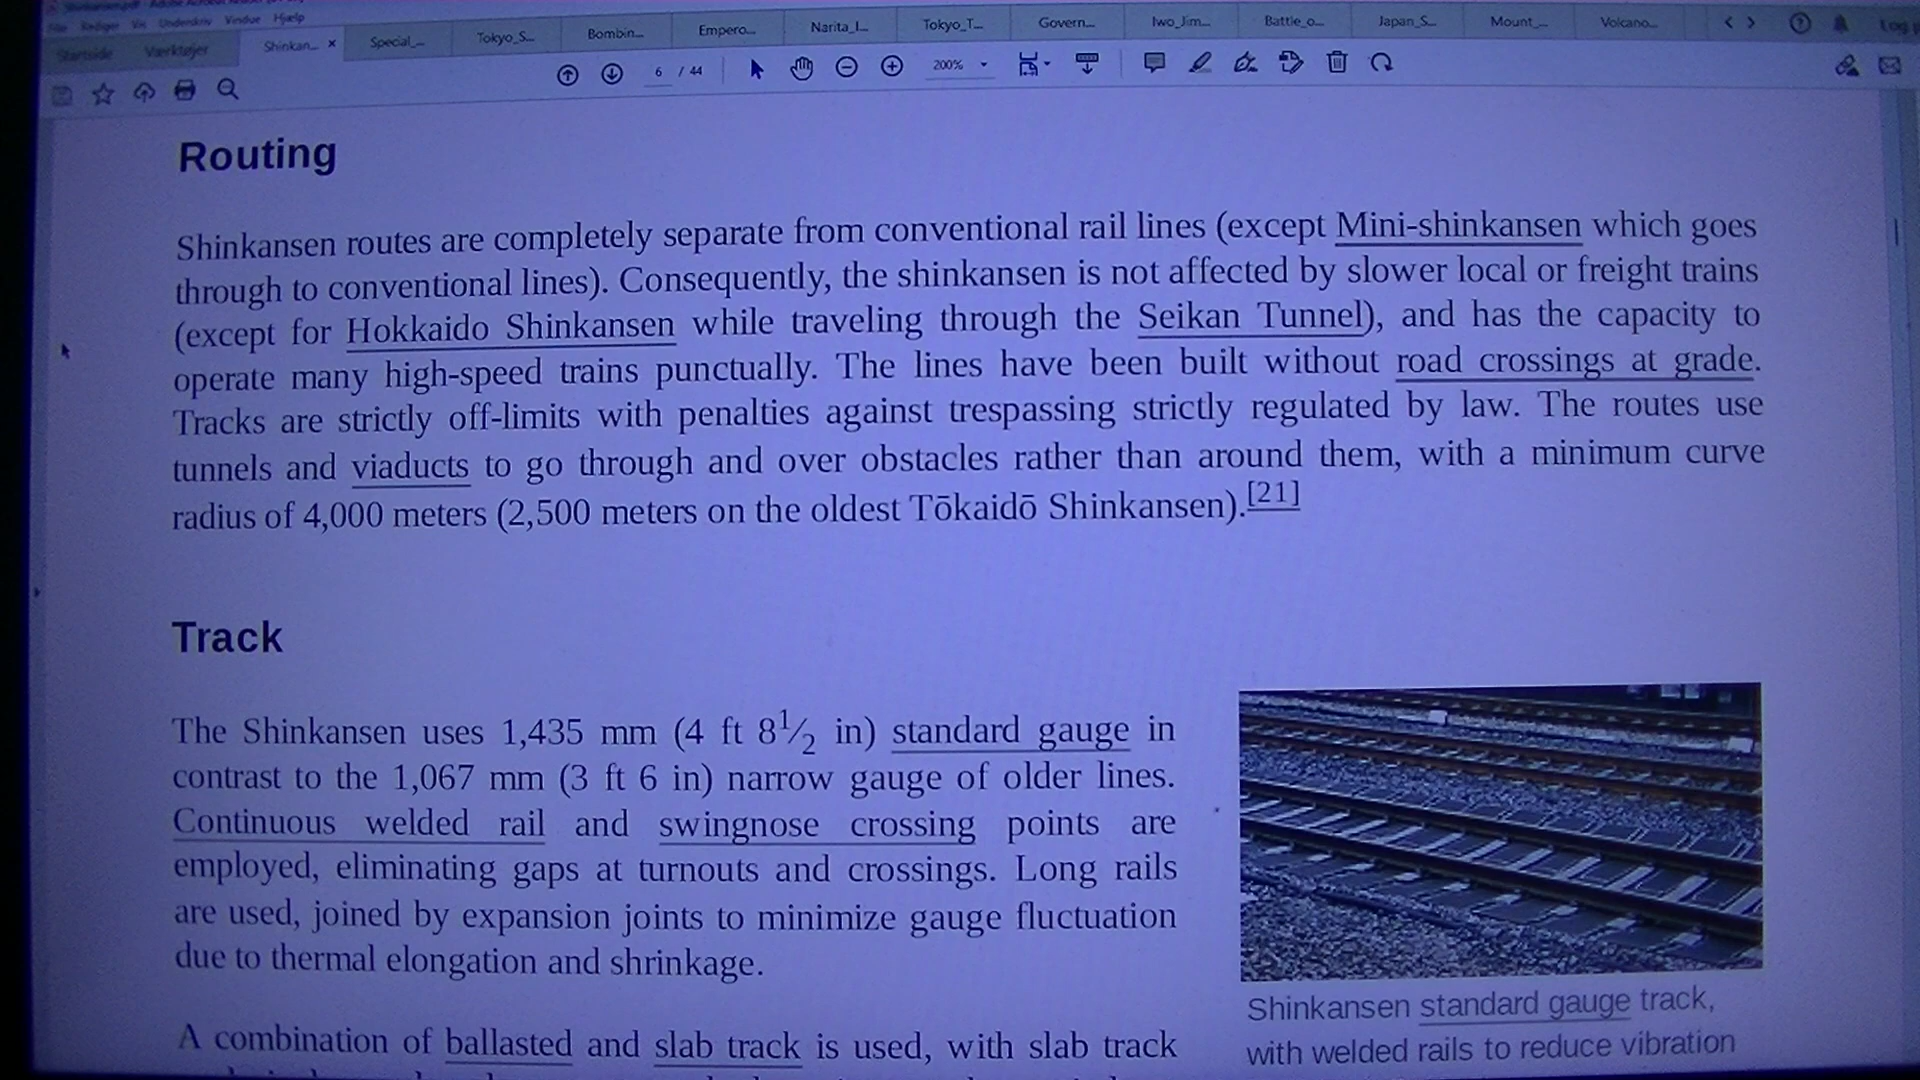 Vis Underskriv Vindue Hjælp
Startside Værktøjer Shinkan... × Special_... Tokyo_S... Bombin... Empero... Narita_I... Tokyo_T... Govern... Iwo_Jim... Battle_o... Japan_S... Mount_... Volcano...
6 / 44 200%
Routing
Shinkansen routes are completely separate from conventional rail lines (except Mini-shinkansen which goes
through to conventional lines). Consequently, the shinkansen is not affected by slower local or freight trains
(except for Hokkaido Shinkansen while traveling through the Seikan Tunnel), and has the capacity to
operate many high-speed trains punctually. The lines have been built without road crossings at grade.
Tracks are strictly off-limits with penalties against trespassing strictly regulated by law. The routes use
tunnels and viaducts to go through and over obstacles rather than around them, with a minimum curve
radius of 4,000 meters (2,500 meters on the oldest Tōkaidō Shinkansen).[21]
Track
The Shinkansen uses 1,435 mm (4 ft 8 1⁄2 in) standard gauge in
contrast to the 1,067 mm (3 ft 6 in) narrow gauge of older lines.
Continuous welded rail and swingnose crossing points are
employed, eliminating gaps at turnouts and crossings. Long rails
are used, joined by expansion joints to minimize gauge fluctuation
due to thermal elongation and shrinkage.
A combination of ballasted and slab track is used, with slab track
Shinkansen standard gauge track,
with welded rails to reduce vibration